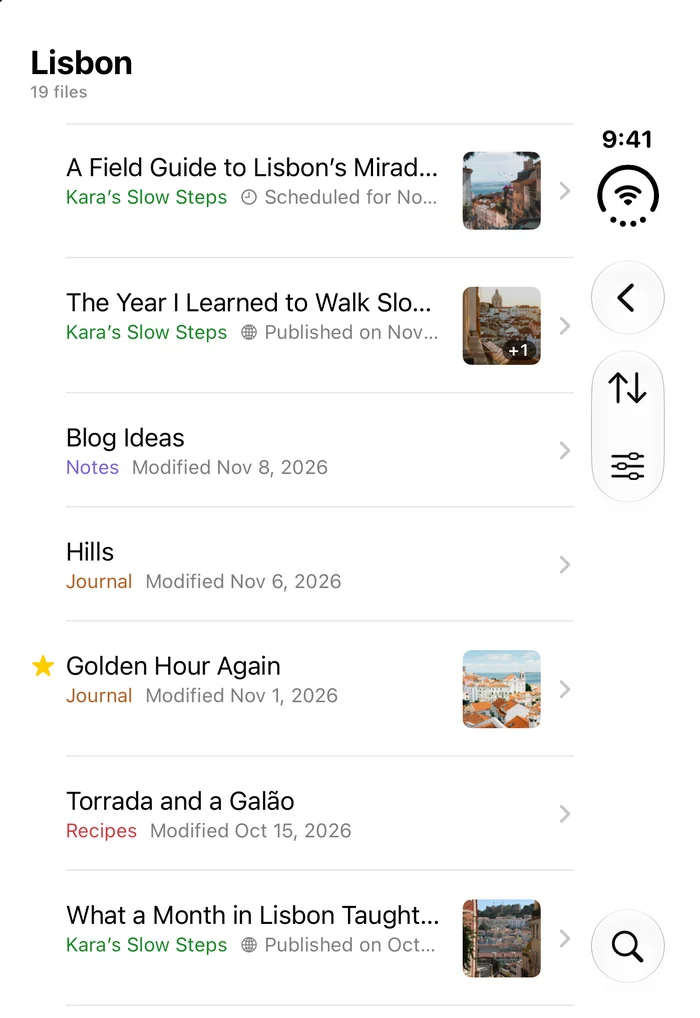 Lisbon
19 files
9:41
A Field Guide to Lisbon’s Mirad...
Kara’s Slow Steps Scheduled for No...
The Year I Learned to Walk Slo...
Kara’s Slow Steps Published on Nov...
+1
Blog Ideas
Notes Modified Nov 8, 2026
Hills
Journal Modified Nov 6, 2026
Golden Hour Again
Journal Modified Nov 1, 2026
Torrada and a Galão
Recipes Modified Oct 15, 2026
What a Month in Lisbon Taught...
Kara’s Slow Steps Published on Oct...